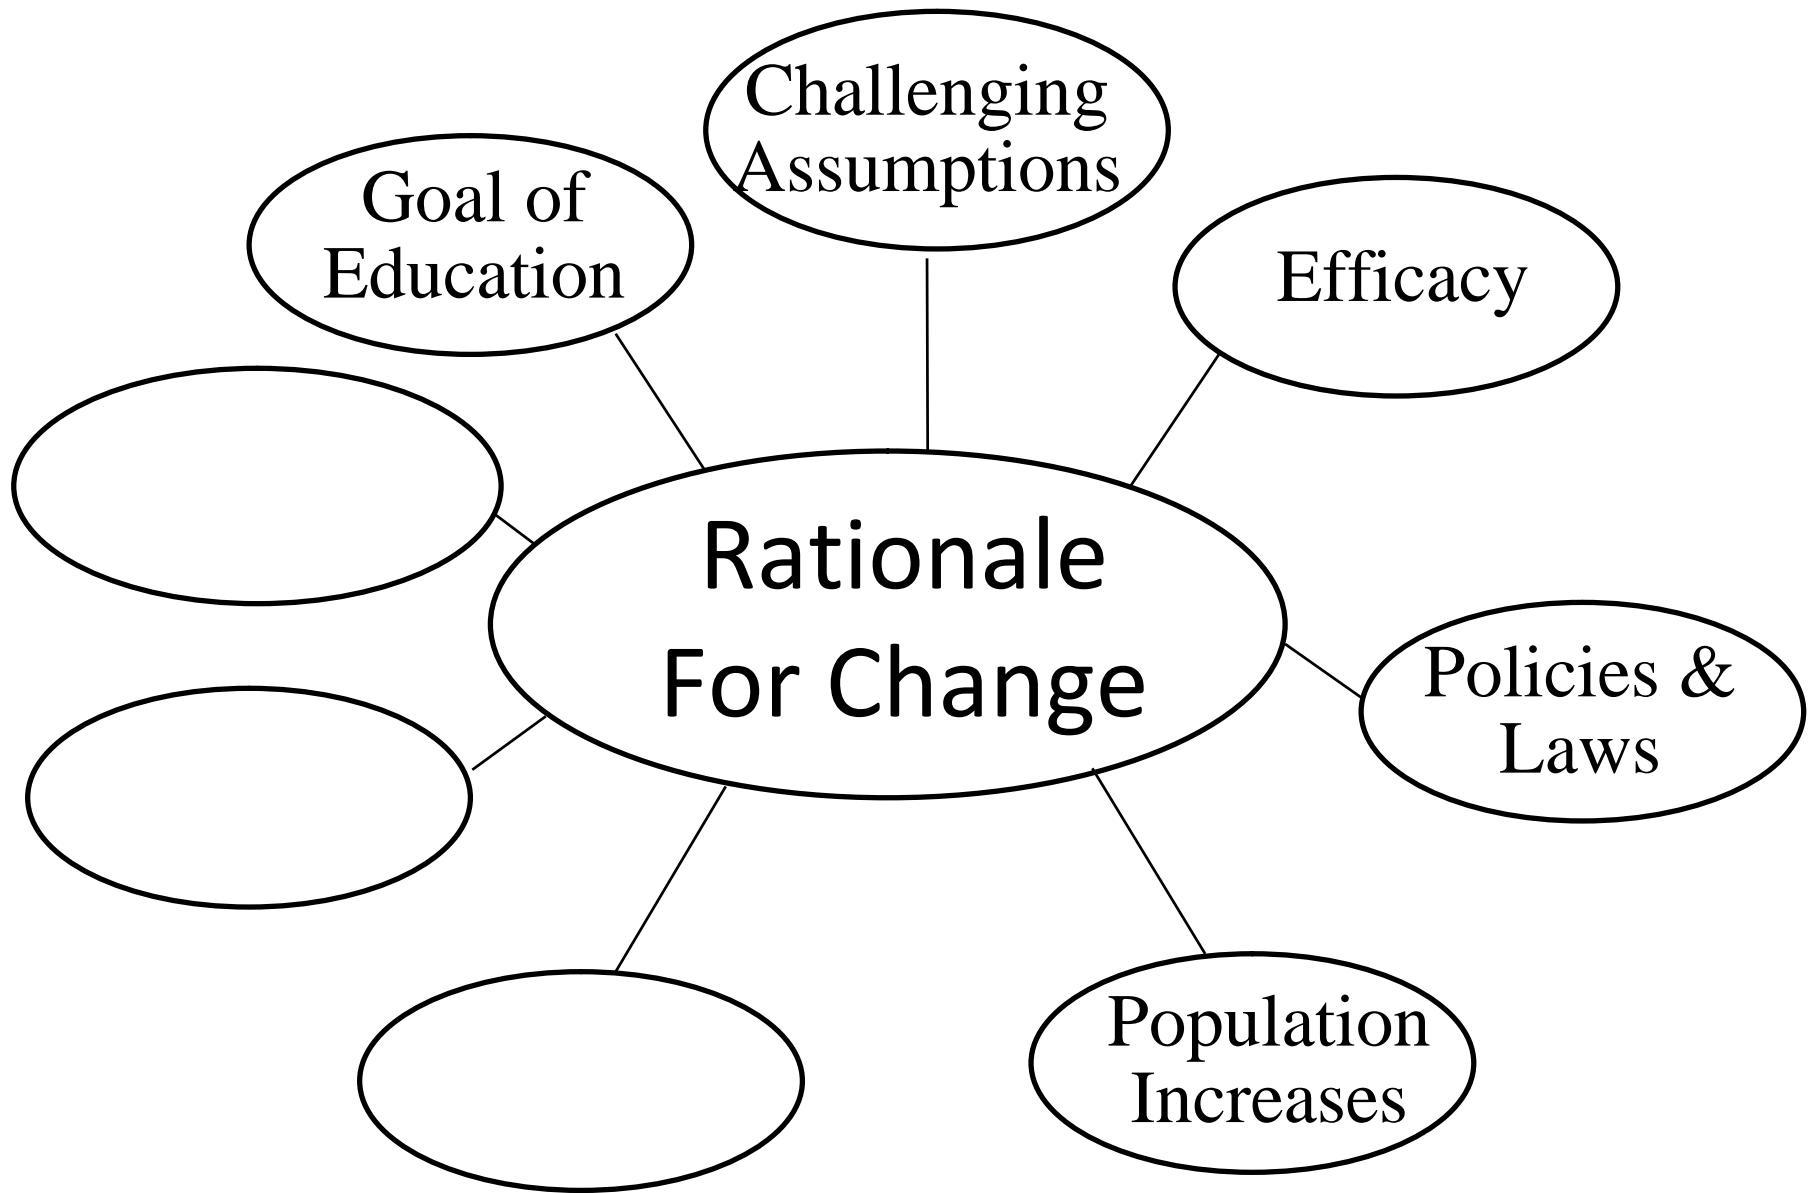 Challenging
Assumptions
Goal of
Education
Efficacy
Rationale
For Change
Policies &
Laws
Population
Increases